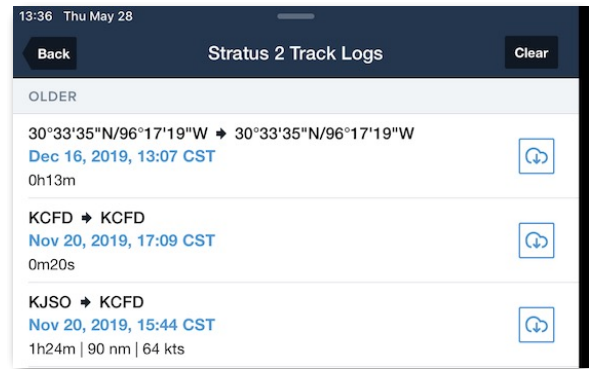 13:36 Thu May 28
Back Stratus 2 Track Logs Clear
OLDER
30°33'35"N/96°17'19"W ➔ 30°33'35"N/96°17'19"W
Dec 16, 2019, 13:07 CST
0h13m
KCFD ➔ KCFD
Nov 20, 2019, 17:09 CST
0m20s
KJSO ➔ KCFD
Nov 20, 2019, 15:44 CST
1h24m | 90 nm | 64 kts